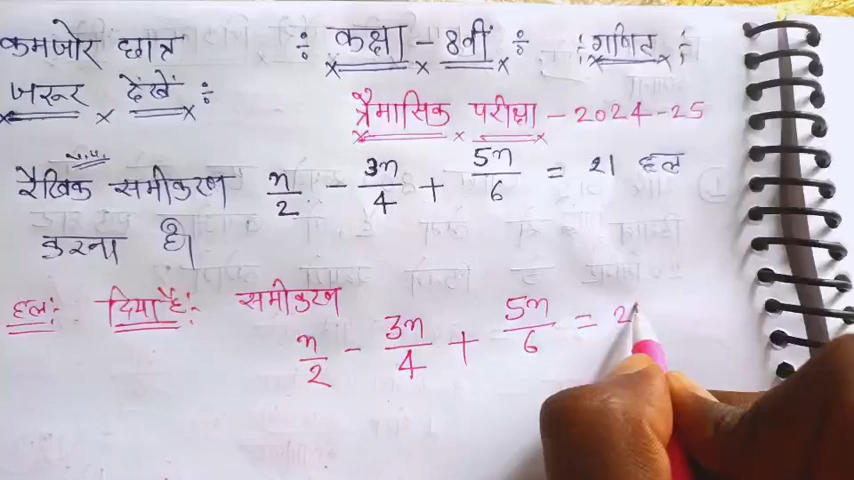 कमजोर छात्र ÷ कक्षा - 8वीं ÷ गणित
जरूर देखें ÷
त्रैमासिक परीक्षा - 2024-25
रैखिक समीकरण n/2 - 3n/4 + 5n/6 = 21 हल
करना है।
हल: दिया है: समीकरण
n/2 - 3n/4 + 5n/6 = 2